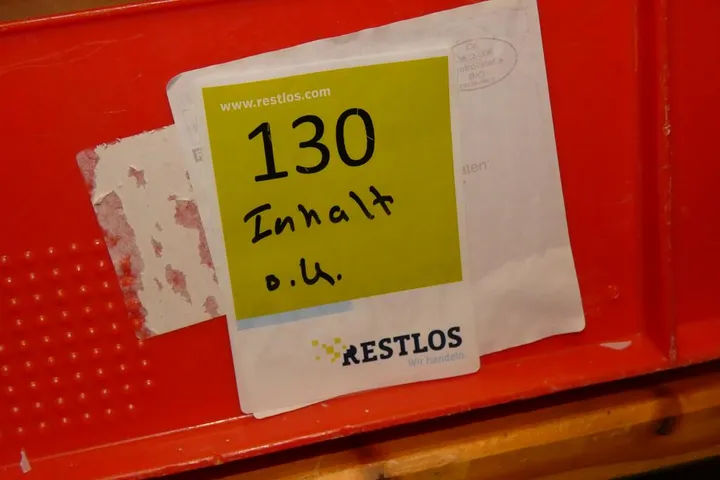 www.restlos.com
130
Inhalt
o.k.
RESTLOS
Wir handeln